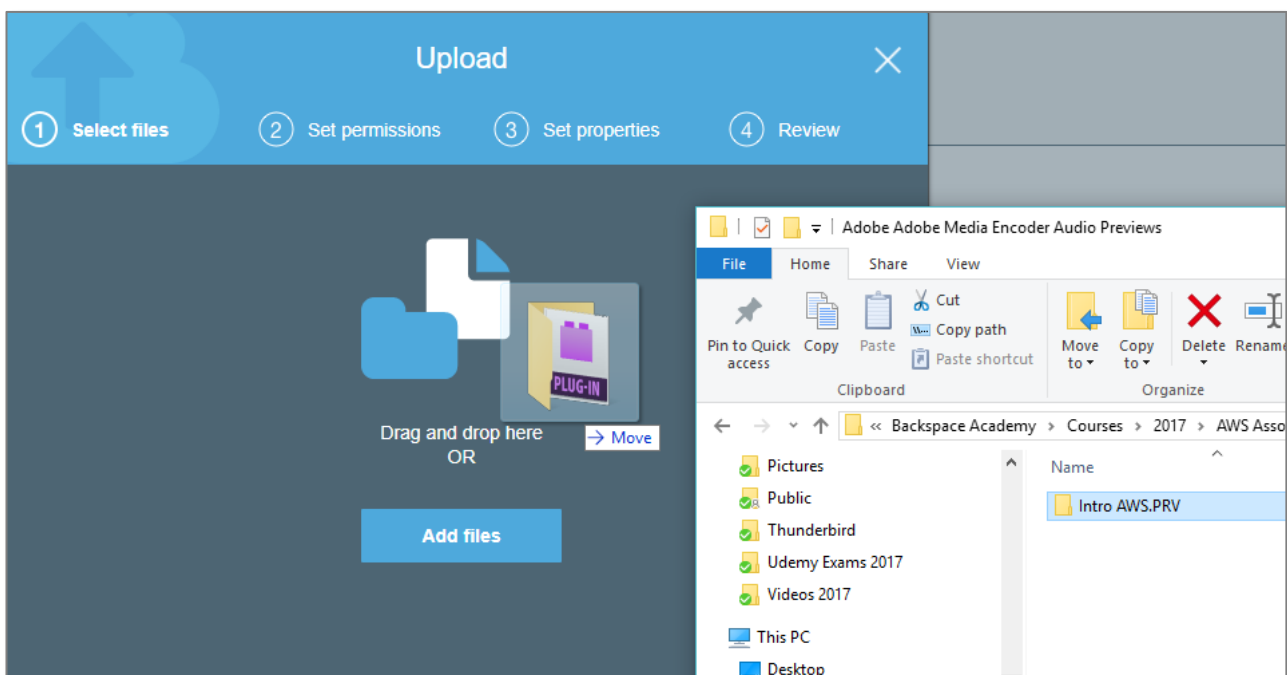 Upload
1 Select files
2 Set permissions
3 Set properties
4 Review
PLUG-IN
Drag and drop here
→ Move
OR
Add files
Adobe Adobe Media Encoder Audio Previews
File Home Share View
Pin to Quick access
Copy
Paste
Cut
Copy path
Paste shortcut
Move to
Copy to
Delete
Rename
Clipboard
Organize
« Backspace Academy > Courses > 2017 > AWS Asso
Pictures
Public
Thunderbird
Udemy Exams 2017
Videos 2017
This PC
Desktop
Name
Intro AWS.PRV